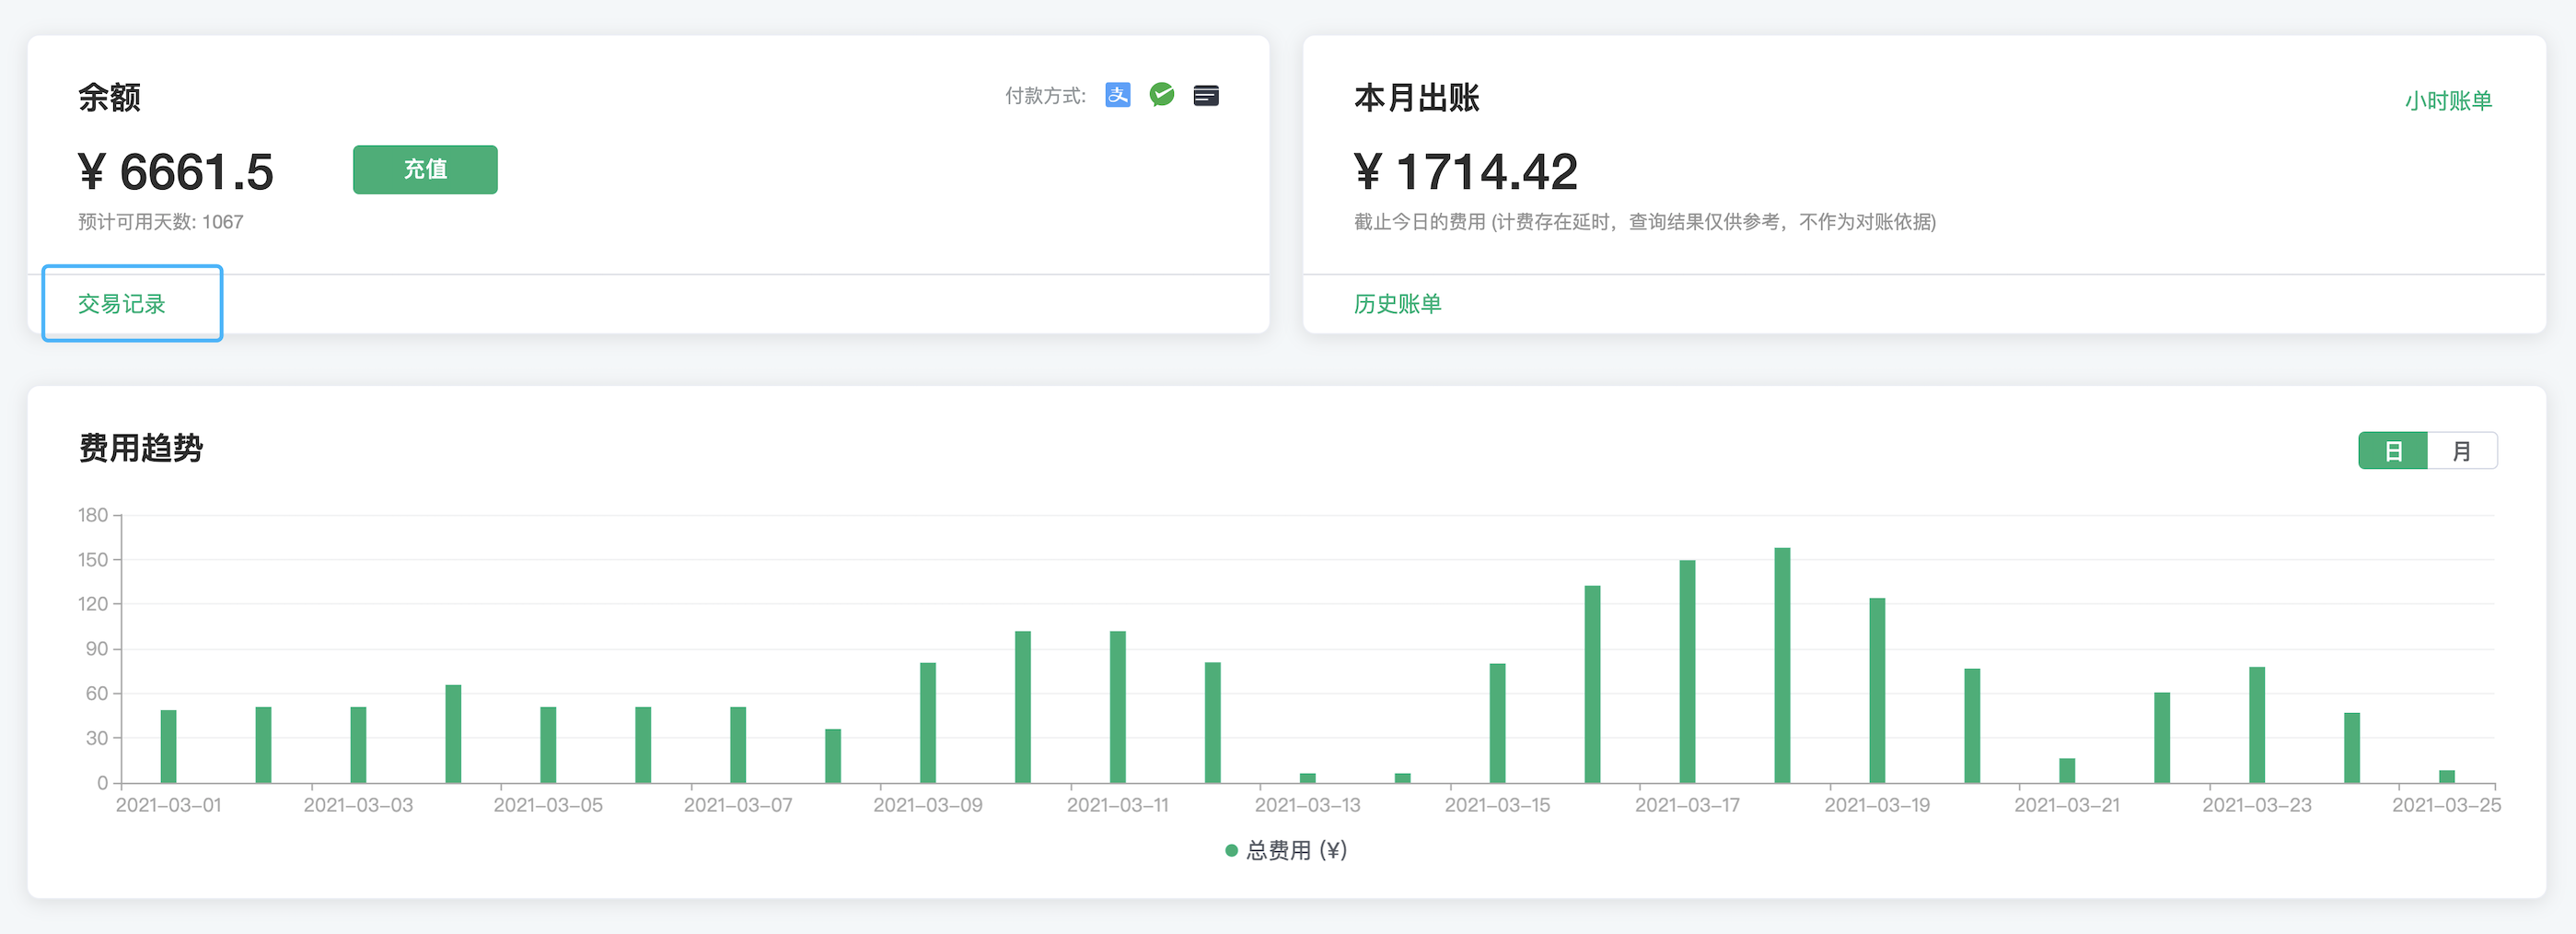 余额
付款方式:
支
¥ 6661.5
充值
预计可用天数: 1067
交易记录
本月出账
小时账单
¥ 1714.42
截止今日的费用 (计费存在延时，查询结果仅供参考，不作为对账依据)
历史账单
费用趋势
日 月
180
150
120
90
60
30
0
2021-03-01 2021-03-03 2021-03-05 2021-03-07 2021-03-09 2021-03-11 2021-03-13 2021-03-15 2021-03-17 2021-03-19 2021-03-21 2021-03-23 2021-03-25
总费用 (¥)